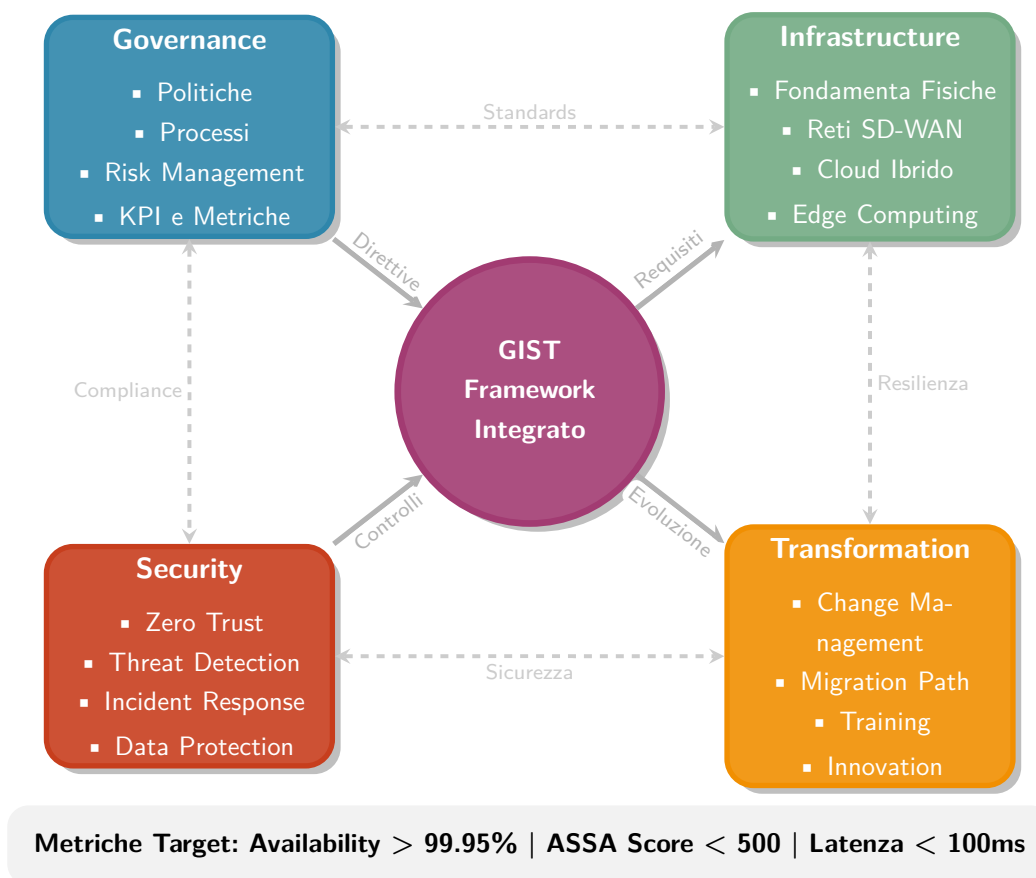 Governance
▪ Politiche
▪ Processi
▪ Risk Management
▪ KPI e Metriche
Standards
Infrastructure
▪ Fondamenta Fisiche
▪ Reti SD-WAN
▪ Cloud Ibrido
▪ Edge Computing
Direttive
Requisiti
GIST
Framework
Integrato
Compliance
Resilienza
Controlli
Evoluzione
Security
▪ Zero Trust
▪ Threat Detection
▪ Incident Response
▪ Data Protection
Sicurezza
Transformation
▪ Change Ma-
nagement
▪ Migration Path
▪ Training
▪ Innovation
Metriche Target: Availability > 99.95% | ASSA Score < 500 | Latenza < 100ms